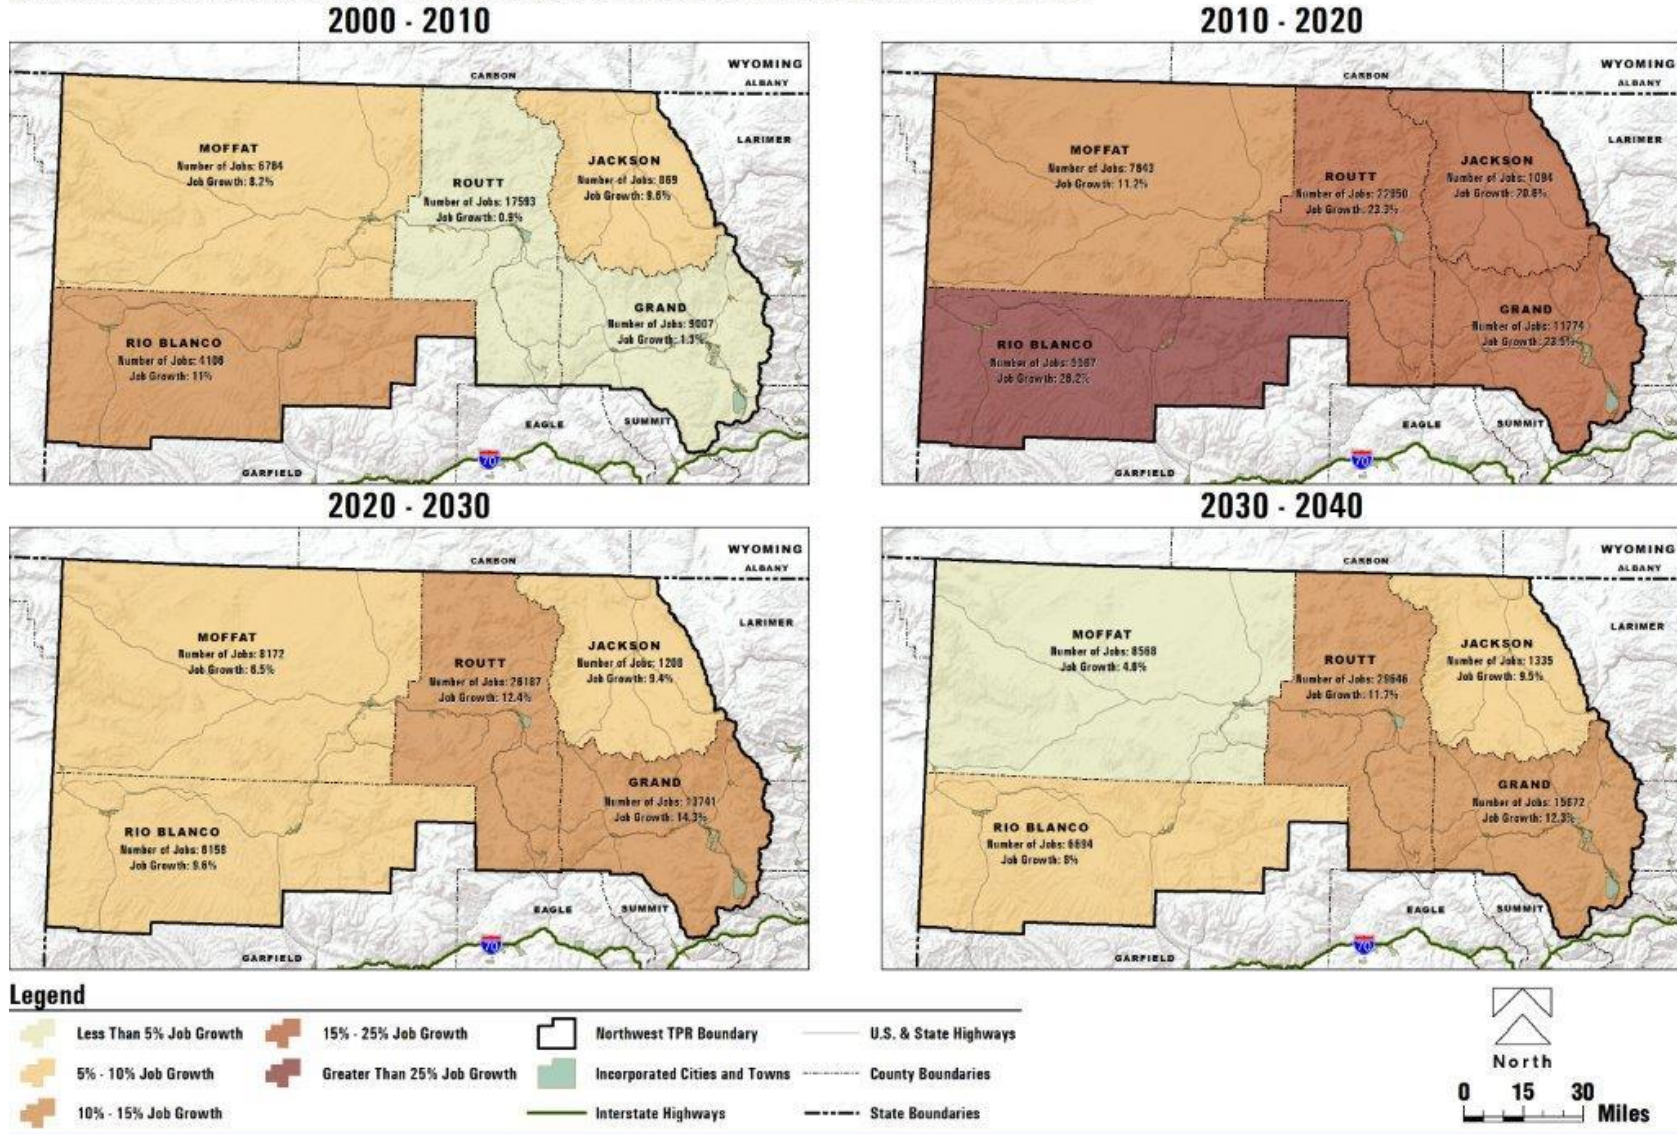 2000 - 2010
WYOMING
CARBON
ALBANY
LARIMER
MOFFAT
Number of Jobs: 6784
Job Growth: 8.2%
JACKSON
Number of Jobs: 869
Job Growth: 9.6%
ROUTT
Number of Jobs: 17593
Job Growth: 0.9%
GRAND
Number of Jobs: 9007
Job Growth: 1.3%
RIO BLANCO
Number of Jobs: 4106
Job Growth: 11%
EAGLE
SUMMIT
70
GARFIELD
2010 - 2020
WYOMING
CARBON
ALBANY
LARIMER
MOFFAT
Number of Jobs: 7643
Job Growth: 11.2%
JACKSON
Number of Jobs: 1094
Job Growth: 20.6%
ROUTT
Number of Jobs: 22950
Job Growth: 23.3%
GRAND
Number of Jobs: 11774
Job Growth: 23.5%
RIO BLANCO
Number of Jobs:
Job Growth: 26.2%
EAGLE
SUMMIT
70
GARFIELD
2020 - 2030
WYOMING
CARBON
ALBANY
LARIMER
MOFFAT
Number of Jobs: 8172
Job Growth: 6.5%
JACKSON
Number of Jobs: 1208
Job Growth: 9.4%
ROUTT
Number of Jobs: 26187
Job Growth: 12.4%
GRAND
Number of Jobs: 13741
Job Growth: 14.3%
RIO BLANCO
Number of Jobs: 6158
Job Growth: 9.6%
EAGLE
SUMMIT
70
GARFIELD
2030 - 2040
WYOMING
CARBON
ALBANY
LARIMER
MOFFAT
Number of Jobs: 8568
Job Growth: 4.6%
JACKSON
Number of Jobs: 1335
Job Growth: 9.5%
ROUTT
Number of Jobs: 29646
Job Growth: 11.7%
GRAND
Number of Jobs: 15672
Job Growth: 12.3%
RIO BLANCO
Number of Jobs: 6694
Job Growth: 8%
EAGLE
SUMMIT
70
GARFIELD
Legend
Less Than 5% Job Growth
5% - 10% Job Growth
10% - 15% Job Growth
15% - 25% Job Growth
Greater Than 25% Job Growth
Northwest TPR Boundary
Incorporated Cities and Towns
Interstate Highways
U.S. & State Highways
County Boundaries
State Boundaries
North
0 15 30
Miles